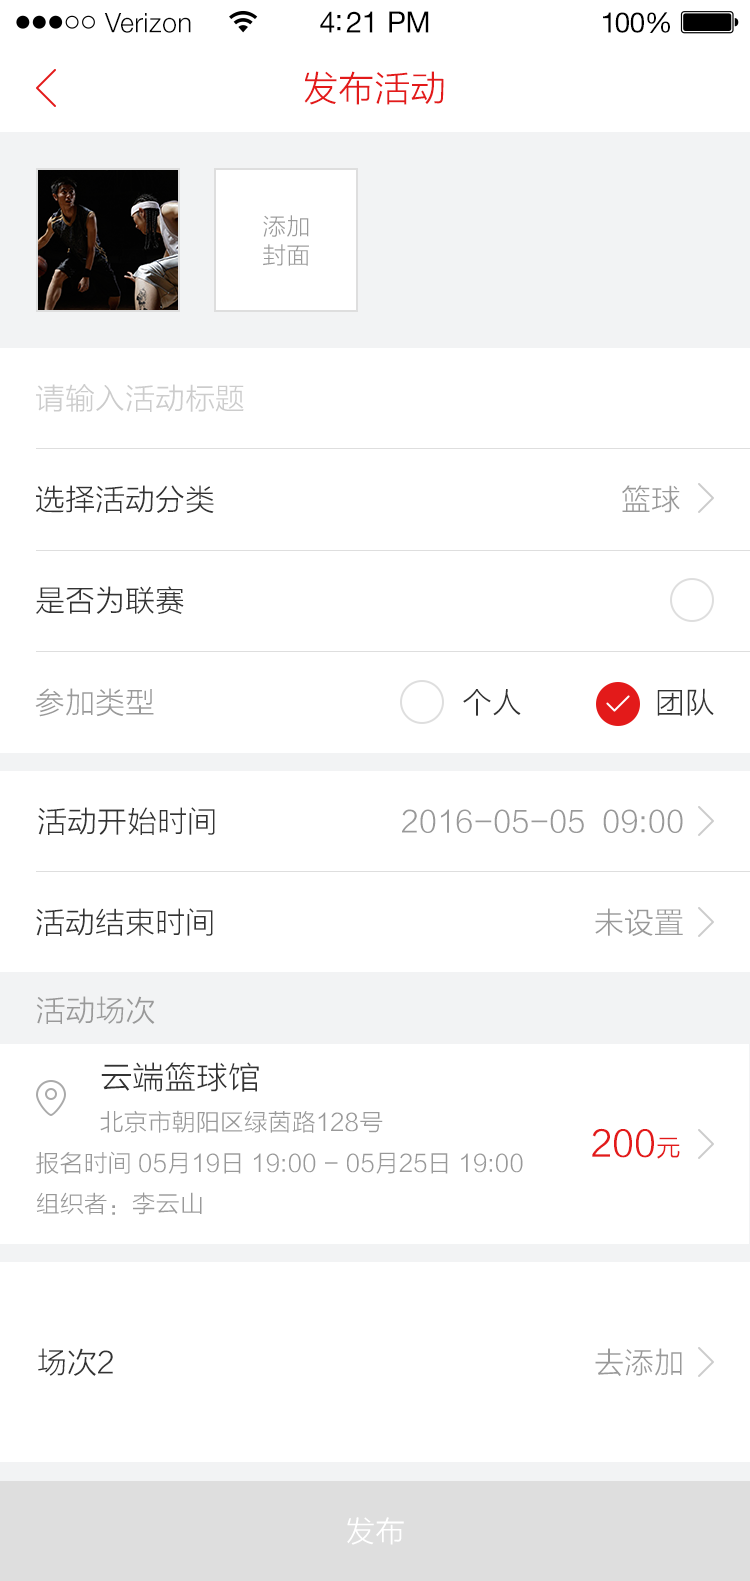 Verizon 4:21 PM 100%
发布活动
添加
封面
请输入活动标题
选择活动分类 篮球
是否为联赛
参加类型 个人 团队
活动开始时间 2016-05-05 09:00
活动结束时间 未设置
活动场次
云端篮球馆
北京市朝阳区绿茵路128号
200元
报名时间 05月19日 19:00 - 05月25日 19:00
组织者：李云山
场次2 去添加
发布